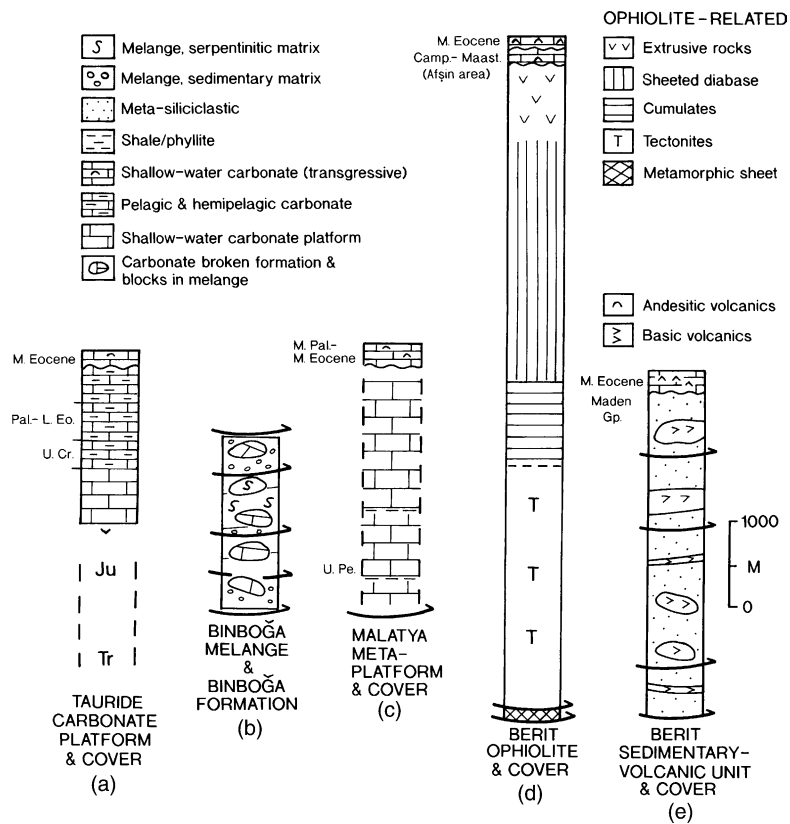 Melange, serpentinitic matrix
Melange, sedimentary matrix
Meta-siliciclastic
Shale/phyllite
Shallow-water carbonate (transgressive)
Pelagic & hemipelagic carbonate
Shallow-water carbonate platform
Carbonate broken formation &
blocks in melange
OPHIOLITE-RELATED
Extrusive rocks
Sheeted diabase
Cumulates
T Tectonites
Metamorphic sheet
Andesitic volcanics
Basic volcanics
M. Eocene
Pal.- L. Eo.
U. Cr.
Ju
Tr
TAURIDE
CARBONATE
PLATFORM
& COVER
(a)
S
S
S
BINBOĞA
MELANGE
&
BINBOĞA
FORMATION
(b)
M. Pal.-
M. Eocene
U. Pe.
MALATYA
META-
PLATFORM
& COVER
(c)
M. Eocene
Camp.- Maast.
(Afşin area)
T
T
T
BERIT
OPHIOLITE
& COVER
(d)
M. Eocene
Maden
Gp.
1000
M
0
BERIT
SEDIMENTARY-
VOLCANIC UNIT
& COVER
(e)